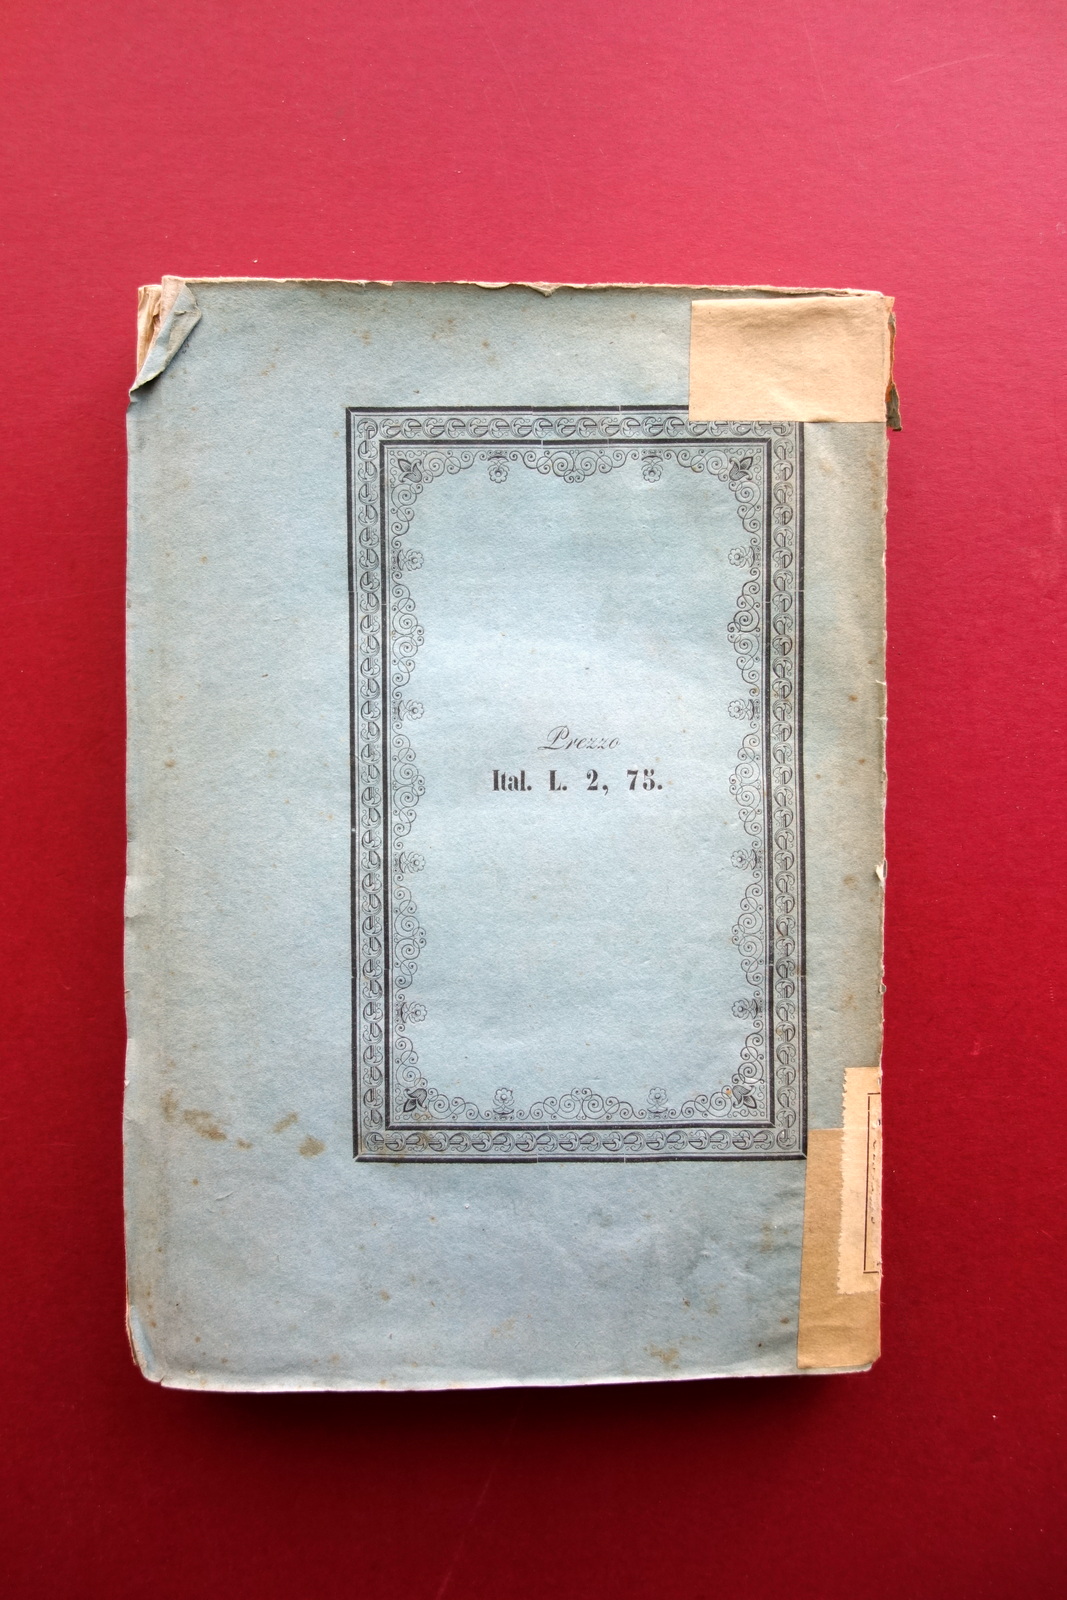 Prezzo
Ital. L. 2, 75.